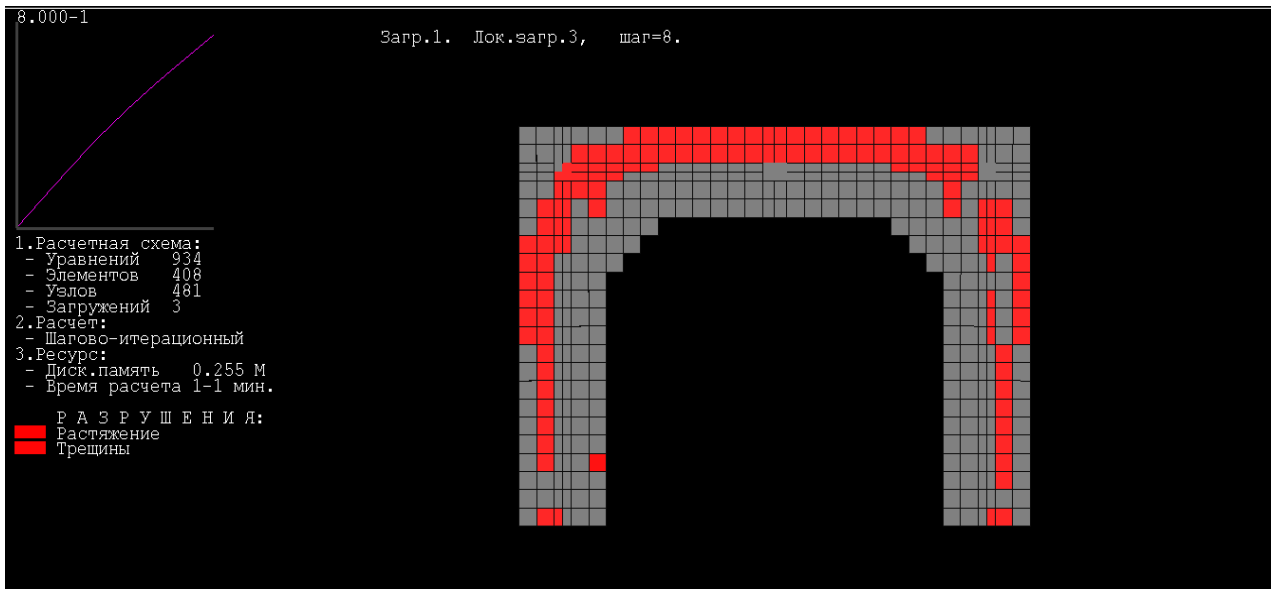 8.000-1
Загр.1. Лок.загр.3, шаг=8.
1.Расчетная схема:
- Уравнений 934
- Элементов 408
- Узлов 481
- Загружений 3
2.Расчет:
- Шагово-итерационный
3.Ресурс:
- Диск.память 0.255 М
- Время расчета 1-1 мин.
Р А З Р У Ш Е Н И Я:
Растяжение
Трещины